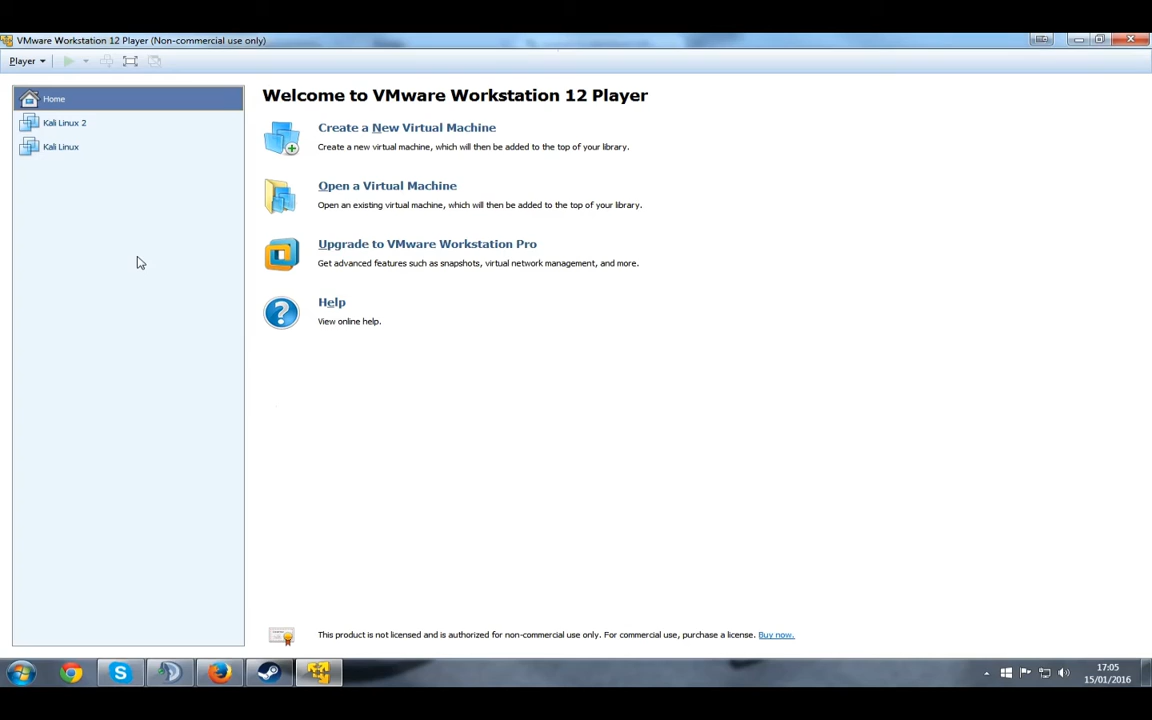 VMware Workstation 12 Player (Non-commercial use only)
Player
Home
Kali Linux 2
Kali Linux
Welcome to VMware Workstation 12 Player
Create a New Virtual Machine
Create a new virtual machine, which will then be added to the top of your library.
Open a Virtual Machine
Open an existing virtual machine, which will then be added to the top of your library.
Upgrade to VMware Workstation Pro
Get advanced features such as snapshots, virtual network management, and more.
Help
View online help.
This product is not licensed and is authorized for non-commercial use only. For commercial use, purchase a license. Buy now.
17:05
15/01/2016